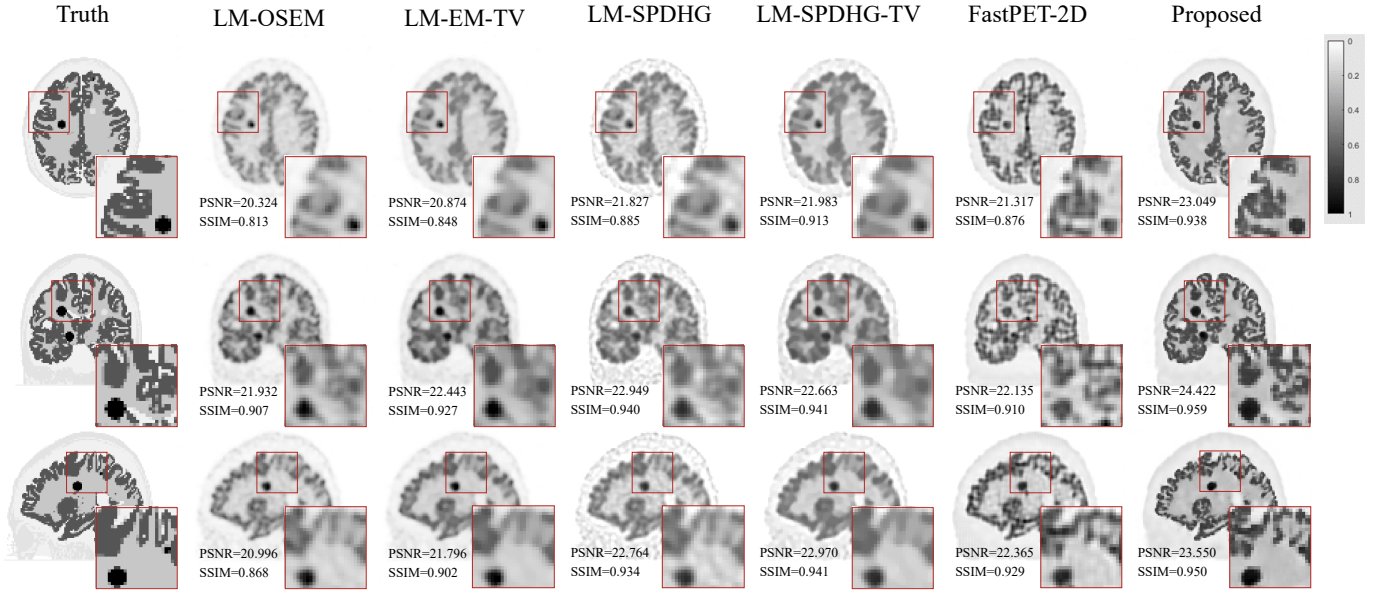 Truth
LM-OSEM
LM-EM-TV
LM-SPDHG
LM-SPDHG-TV
FastPET-2D
Proposed
0
0.2
0.4
0.6
0.8
1
PSNR=20.324
SSIM=0.813
PSNR=20.874
SSIM=0.848
PSNR=21.827
SSIM=0.885
PSNR=21.983
SSIM=0.913
PSNR=21.317
SSIM=0.876
PSNR=23.049
SSIM=0.938
PSNR=21.932
SSIM=0.907
PSNR=22.443
SSIM=0.927
PSNR=22.949
SSIM=0.940
PSNR=22.663
SSIM=0.941
PSNR=22.135
SSIM=0.910
PSNR=24.422
SSIM=0.959
PSNR=20.996
SSIM=0.868
PSNR=21.796
SSIM=0.902
PSNR=22.764
SSIM=0.934
PSNR=22.970
SSIM=0.941
PSNR=22.365
SSIM=0.929
PSNR=23.550
SSIM=0.950